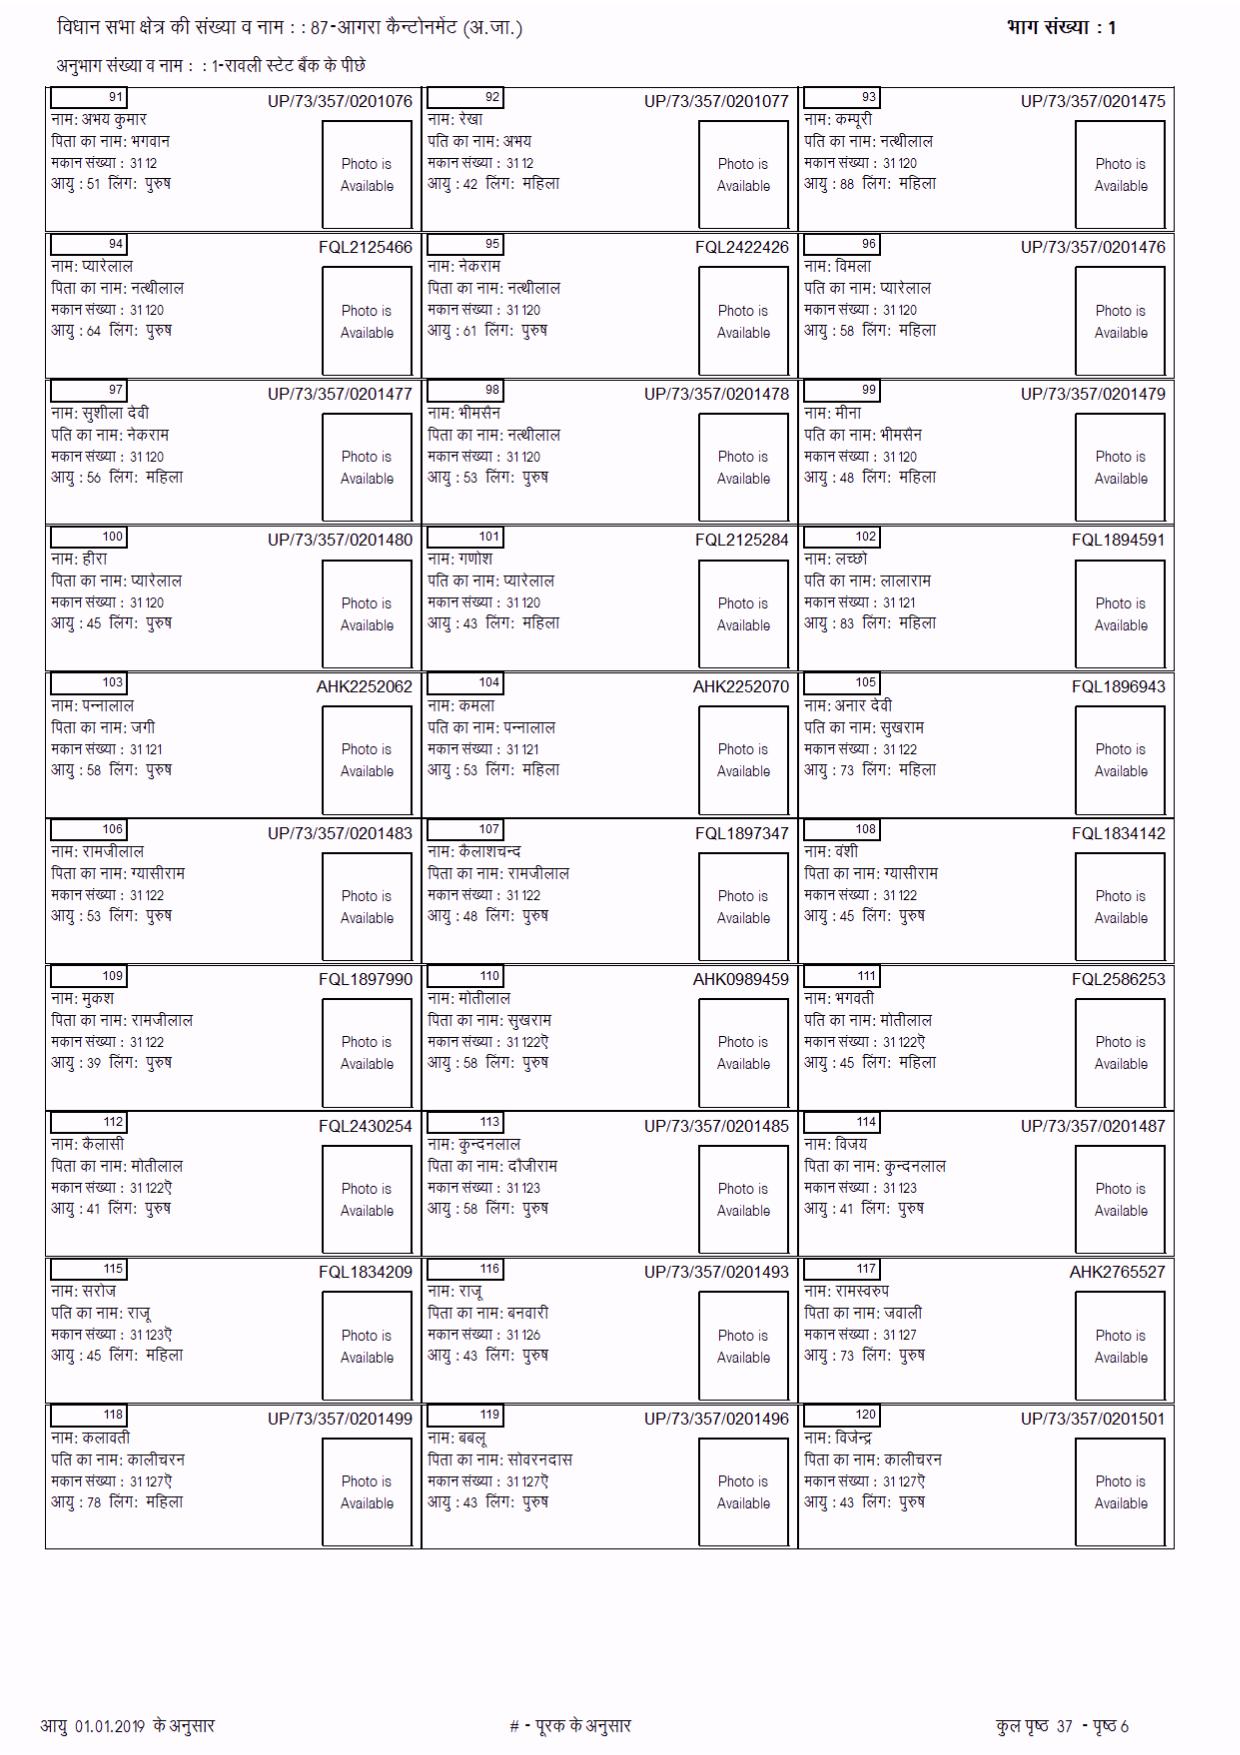 विधान सभा क्षेत्र की संख्या व नाम : : 87-आगरा कैन्टोनमेंट (अ.जा.)
भाग संख्या : 1
अनुभाग संख्या व नाम : : 1-रावली स्टेट बैंक के पीछे
91 UP/73/357/0201076
नाम: अभय कुमार
पिता का नाम: भगवान
मकान संख्या : 31 12
आयु : 51 लिंग: पुरुष
Photo is
Available
92 UP/73/357/0201077
नाम: रेखा
पति का नाम: अभय
मकान संख्या : 31 12
आयु : 42 लिंग: महिला
Photo is
Available
93 UP/73/357/0201475
नाम: कम्पूरी
पति का नाम: नत्थीलाल
मकान संख्या : 31 120
आयु : 88 लिंग: महिला
Photo is
Available
94 FQL2125466
नाम: प्यारेलाल
पिता का नाम: नत्थीलाल
मकान संख्या : 31 120
आयु : 64 लिंग: पुरुष
Photo is
Available
95 FQL2422426
नाम: नेकराम
पिता का नाम: नत्थीलाल
मकान संख्या : 31 120
आयु : 61 लिंग: पुरुष
Photo is
Available
96 UP/73/357/0201476
नाम: विमला
पति का नाम: प्यारेलाल
मकान संख्या : 31 120
आयु : 58 लिंग: महिला
Photo is
Available
97 UP/73/357/0201477
नाम: सुशीला देवी
पति का नाम: नेकराम
मकान संख्या : 31 120
आयु : 56 लिंग: महिला
Photo is
Available
98 UP/73/357/0201478
नाम: भीमसैन
पिता का नाम: नत्थीलाल
मकान संख्या : 31 120
आयु : 53 लिंग: पुरुष
Photo is
Available
99 UP/73/357/0201479
नाम: मीना
पति का नाम: भीमसैन
मकान संख्या : 31 120
आयु : 48 लिंग: महिला
Photo is
Available
100 UP/73/357/0201480
नाम: हीरा
पिता का नाम: प्यारेलाल
मकान संख्या : 31 120
आयु : 45 लिंग: पुरुष
Photo is
Available
101 FQL2125284
नाम: गणोश
पति का नाम: प्यारेलाल
मकान संख्या : 31 120
आयु : 43 लिंग: महिला
Photo is
Available
102 FQL1894591
नाम: लच्छो
पति का नाम: लालाराम
मकान संख्या : 31 121
आयु : 83 लिंग: महिला
Photo is
Available
103 AHK2252062
नाम: पन्नालाल
पिता का नाम: जगी
मकान संख्या : 31 121
आयु : 58 लिंग: पुरुष
Photo is
Available
104 AHK2252070
नाम: कमला
पति का नाम: पन्नालाल
मकान संख्या : 31 121
आयु : 53 लिंग: महिला
Photo is
Available
105 FQL1896943
नाम: अनार देवी
पति का नाम: सुखराम
मकान संख्या : 31 122
आयु : 73 लिंग: महिला
Photo is
Available
106 UP/73/357/0201483
नाम: रामजीलाल
पिता का नाम: ग्यासीराम
मकान संख्या : 31 122
आयु : 53 लिंग: पुरुष
Photo is
Available
107 FQL1897347
नाम: कैलाशचन्द
पिता का नाम: रामजीलाल
मकान संख्या : 31 122
आयु : 48 लिंग: पुरुष
Photo is
Available
108 FQL1834142
नाम: वंशी
पिता का नाम: ग्यासीराम
मकान संख्या : 31 122
आयु : 45 लिंग: पुरुष
Photo is
Available
109 FQL1897990
नाम: मुकश
पिता का नाम: रामजीलाल
मकान संख्या : 31 122
आयु : 39 लिंग: पुरुष
Photo is
Available
110 AHK0989459
नाम: मोतीलाल
पिता का नाम: सुखराम
मकान संख्या : 31 122ऐ
आयु : 58 लिंग: पुरुष
Photo is
Available
111 FQL2586253
नाम: भगवती
पति का नाम: मोतीलाल
मकान संख्या : 31 122ऐ
आयु : 45 लिंग: महिला
Photo is
Available
112 FQL2430254
नाम: कैलासी
पिता का नाम: मोतीलाल
मकान संख्या : 31 122ऐ
आयु : 41 लिंग: पुरुष
Photo is
Available
113 UP/73/357/0201485
नाम: कुन्दनलाल
पिता का नाम: दौजीराम
मकान संख्या : 31 123
आयु : 58 लिंग: पुरुष
Photo is
Available
114 UP/73/357/0201487
नाम: विजय
पिता का नाम: कुन्दनलाल
मकान संख्या : 31 123
आयु : 41 लिंग: पुरुष
Photo is
Available
115 FQL1834209
नाम: सरोज
पति का नाम: राजू
मकान संख्या : 31 123ऐ
आयु : 45 लिंग: महिला
Photo is
Available
116 UP/73/357/0201493
नाम: राजू
पिता का नाम: बनवारी
मकान संख्या : 31 126
आयु : 43 लिंग: पुरुष
Photo is
Available
117 AHK2765527
नाम: रामस्वरुप
पिता का नाम: जवाली
मकान संख्या : 31 127
आयु : 73 लिंग: पुरुष
Photo is
Available
118 UP/73/357/0201499
नाम: कलावती
पति का नाम: कालीचरन
मकान संख्या : 31 127ऐ
आयु : 78 लिंग: महिला
Photo is
Available
119 UP/73/357/0201496
नाम: बबलू
पिता का नाम: सोवरनदास
मकान संख्या : 31 127ऐ
आयु : 43 लिंग: पुरुष
Photo is
Available
120 UP/73/357/0201501
नाम: विजेन्द्र
पिता का नाम: कालीचरन
मकान संख्या : 31 127ऐ
आयु : 43 लिंग: पुरुष
Photo is
Available
आयु 01.01.2019 के अनुसार
# - पूरक के अनुसार
कुल पृष्ठ 37 - पृष्ठ 6